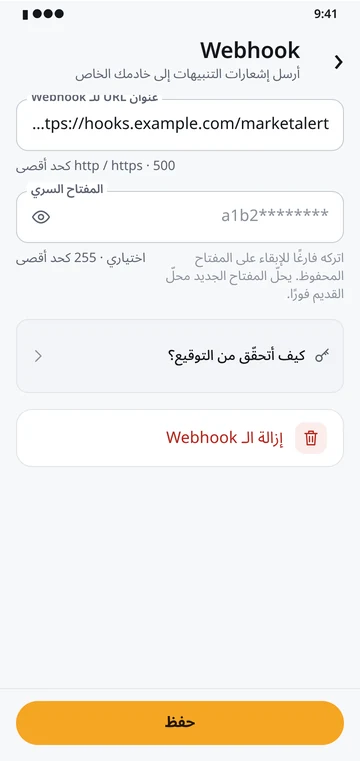 9:41
Webhook
أرسل إشعارات التنبيهات إلى خادمك الخاص
عنوان URL للـ Webhook
...tps://hooks.example.com/marketalert
http / https · 500 كحد أقصى
المفتاح السري
a1b2********
اتركه فارغًا للإبقاء على المفتاح
المحفوظ. يحلّ المفتاح الجديد محلّ
القديم فورًا.
اختياري · 255 كحد أقصى
كيف أتحقّق من التوقيع؟
إزالة الـ Webhook
حفظ